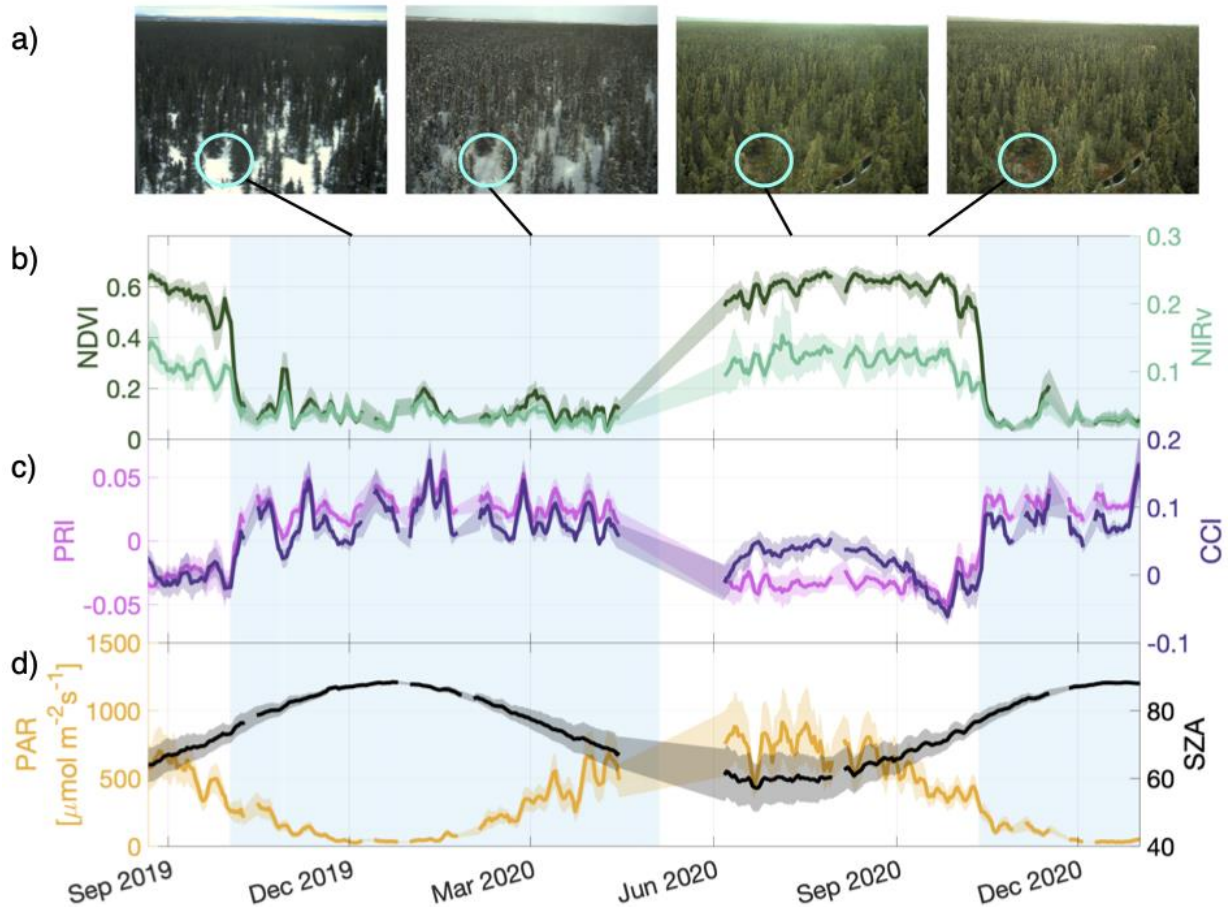 a)
b)
NDVI
0.6
0.4
0.2
0
0.3
0.2
0.1
NIRv
c)
PRI
0.05
0
-0.05
0.2
0.1
0
-0.1
CCI
d)
PAR
[μmol m-2s-1]
1500
1000
500
0
80
60
40
SZA
Sep 2019
Dec 2019
Mar 2020
Jun 2020
Sep 2020
Dec 2020